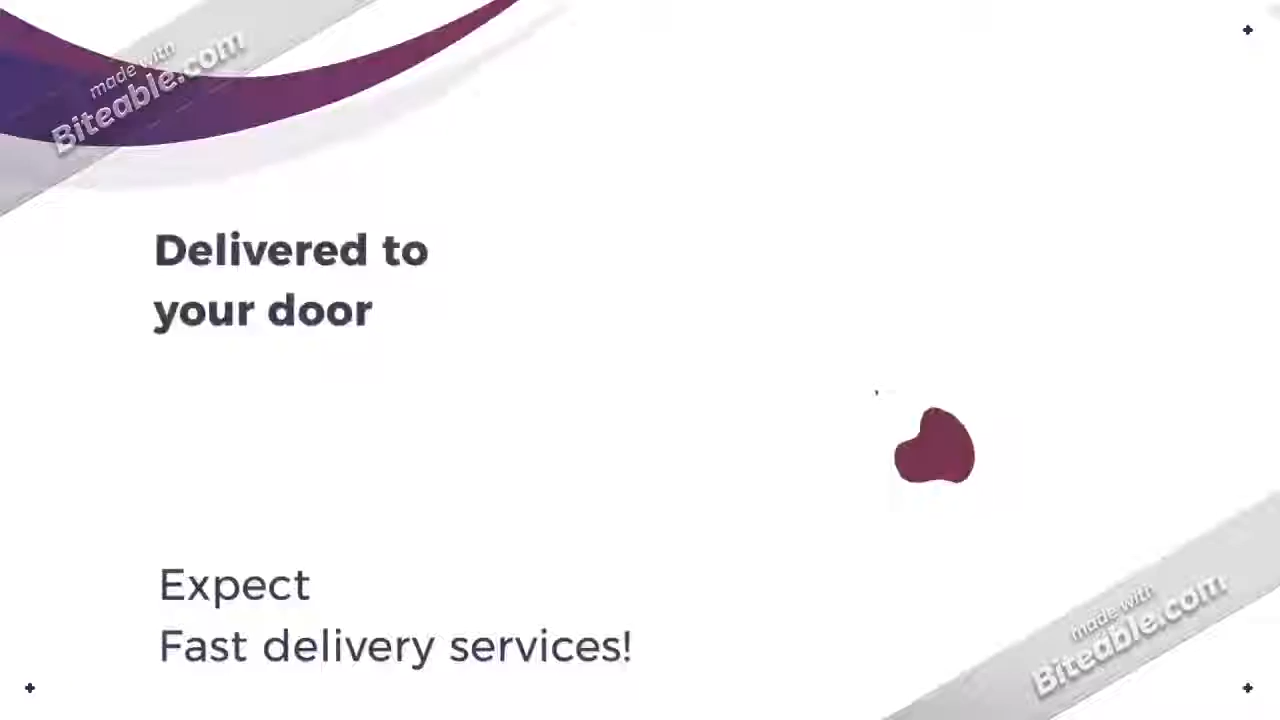 made with
Biteable.com
Delivered to
your door
Expect
Fast delivery services!
made with
Biteable.com